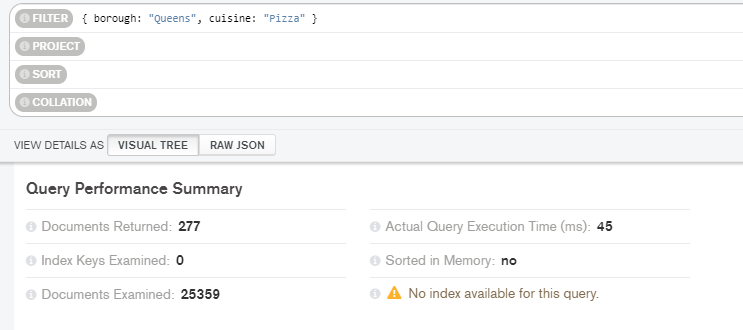 FILTER { borough: "Queens", cuisine: "Pizza" }
PROJECT
SORT
COLLATION
VIEW DETAILS AS VISUAL TREE RAW JSON
Query Performance Summary
Documents Returned: 277 Actual Query Execution Time (ms): 45
Index Keys Examined: 0 Sorted in Memory: no
Documents Examined: 25359 No index available for this query.